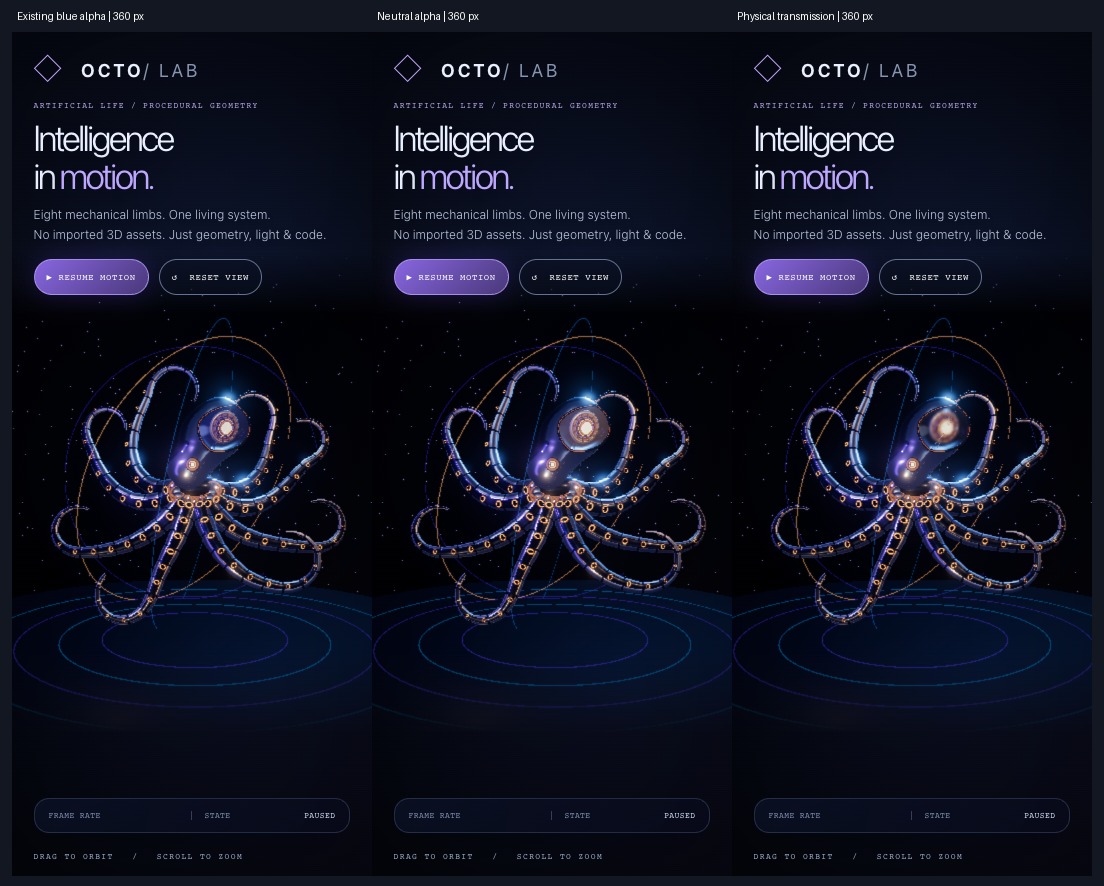 Existing blue alpha | 360 px
OCTO/ LAB
ARTIFICIAL LIFE / PROCEDURAL GEOMETRY
Intelligence
in motion.
Eight mechanical limbs. One living system.
No imported 3D assets. Just geometry, light & code.
▶ RESUME MOTION
↺ RESET VIEW
FRAME RATE | STATE PAUSED
DRAG TO ORBIT / SCROLL TO ZOOM
Neutral alpha | 360 px
OCTO/ LAB
ARTIFICIAL LIFE / PROCEDURAL GEOMETRY
Intelligence
in motion.
Eight mechanical limbs. One living system.
No imported 3D assets. Just geometry, light & code.
▶ RESUME MOTION
↺ RESET VIEW
FRAME RATE | STATE PAUSED
DRAG TO ORBIT / SCROLL TO ZOOM
Physical transmission | 360 px
OCTO/ LAB
ARTIFICIAL LIFE / PROCEDURAL GEOMETRY
Intelligence
in motion.
Eight mechanical limbs. One living system.
No imported 3D assets. Just geometry, light & code.
▶ RESUME MOTION
↺ RESET VIEW
FRAME RATE | STATE PAUSED
DRAG TO ORBIT / SCROLL TO ZOOM